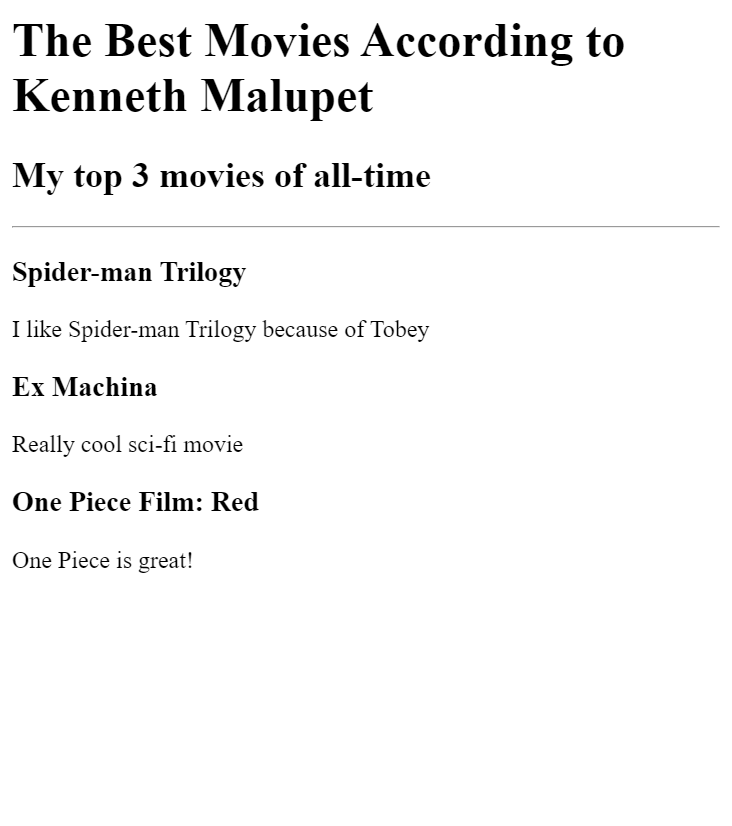 The Best Movies According to
Kenneth Malupet
My top 3 movies of all-time
Spider-man Trilogy
I like Spider-man Trilogy because of Tobey
Ex Machina
Really cool sci-fi movie
One Piece Film: Red
One Piece is great!